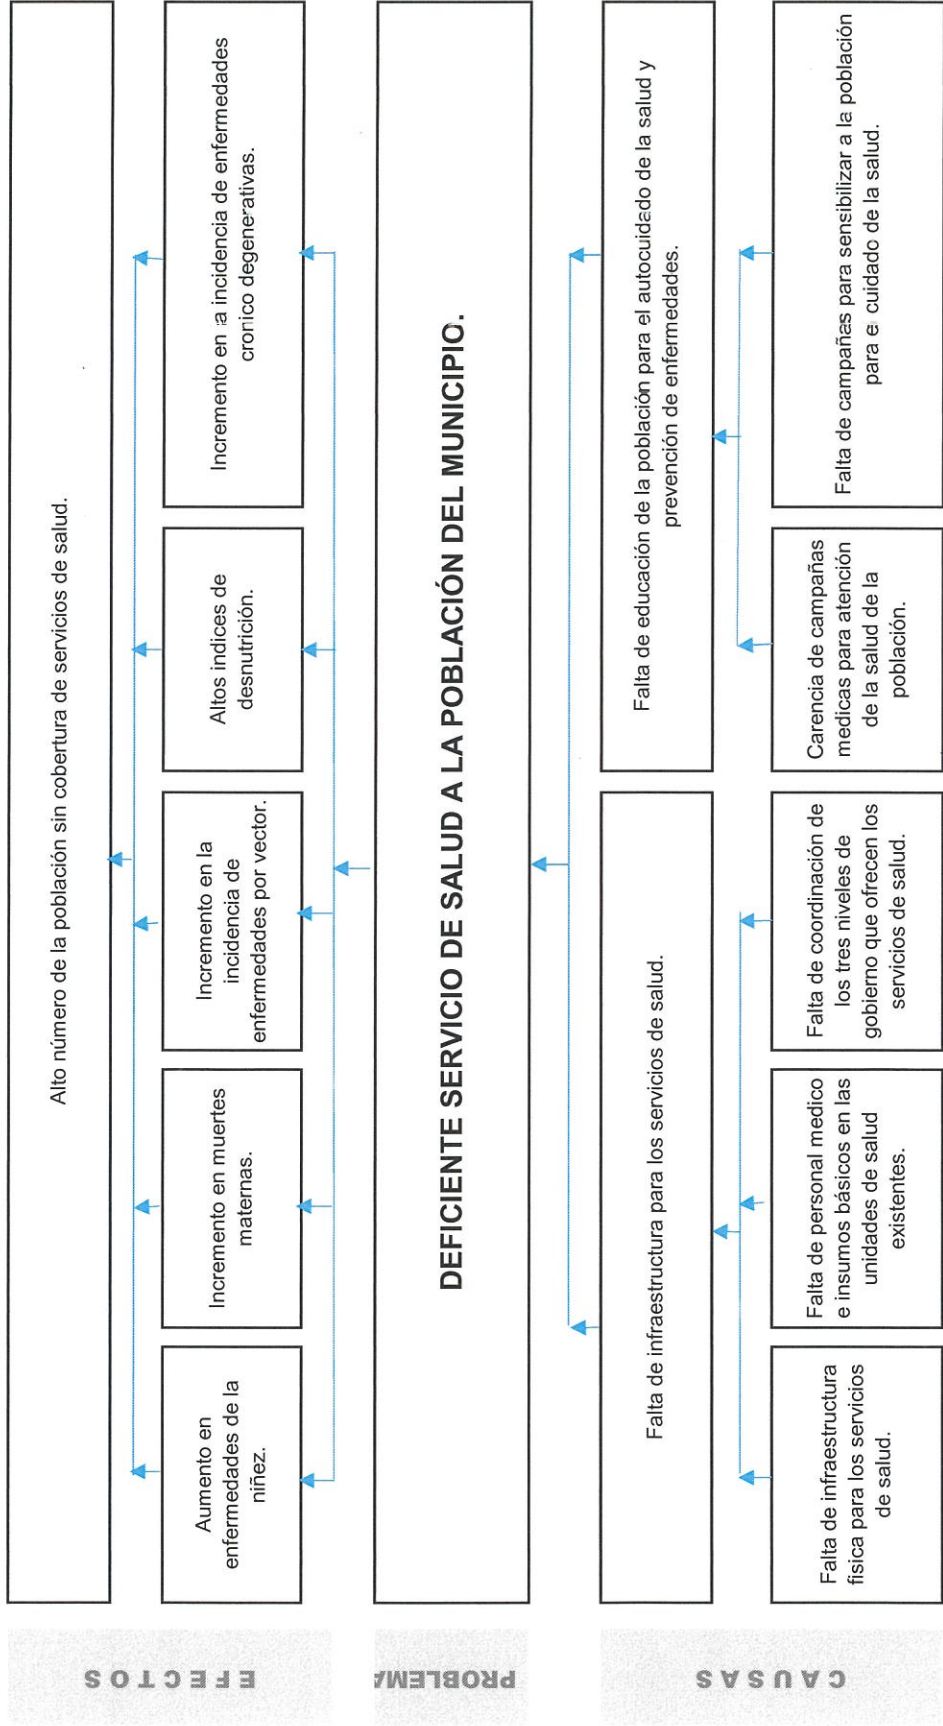 EFECTOS
Alto número de la población sin cobertura de servicios de salud.
Aumento en
enfermedades de la
niñez.
Incremento en muertes
maternas.
Incremento en la
incidencia de
enfermedades por vector.
Altos indices de
desnutrición.
Incremento en la incidencia de enfermedades
cronico degenerativas.
PROBLEMA
DEFICIENTE SERVICIO DE SALUD A LA POBLACIÓN DEL MUNICIPIO.
CAUSAS
Falta de infraestructura para los servicios de salud.
Falta de educación de la población para el autocuidado de la salud y
prevención de enfermedades.
Falta de infraestructura
fisica para los servicios
de salud.
Falta de personal medico
e insumos básicos en las
unidades de salud
existentes.
Falta de coordinación de
los tres niveles de
gobierno que ofrecen los
servicios de salud.
Carencia de campañas
medicas para atención
de la salud de la
población.
Falta de campañas para sensibilizar a la población
para el cuidado de la salud.